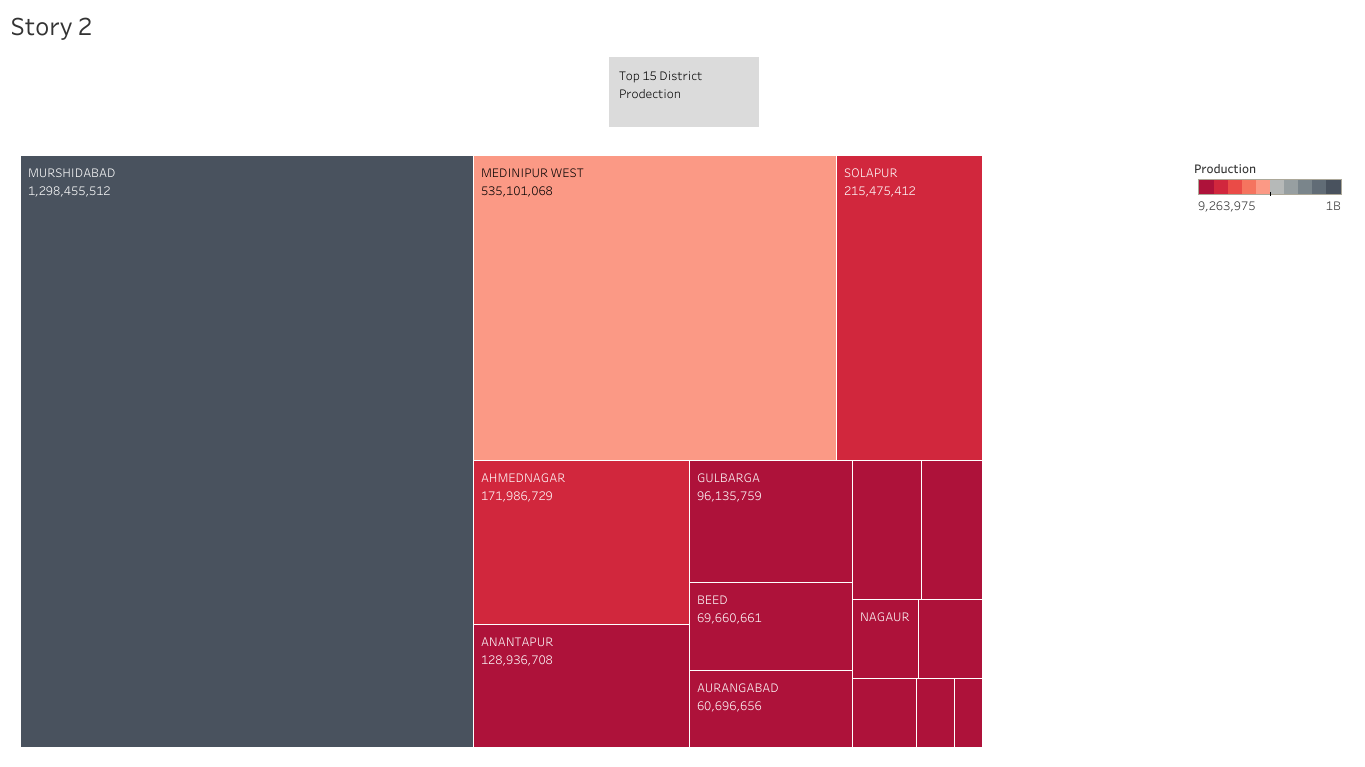 Story 2
Top 15 District
Prodection
MURSHIDABAD
1,298,455,512
MEDINIPUR WEST
535,101,068
SOLAPUR
215,475,412
Production
9,263,975 1B
AHMEDNAGAR
171,986,729
GULBARGA
96,135,759
BEED
69,660,661
NAGAUR
ANANTAPUR
128,936,708
AURANGABAD
60,696,656